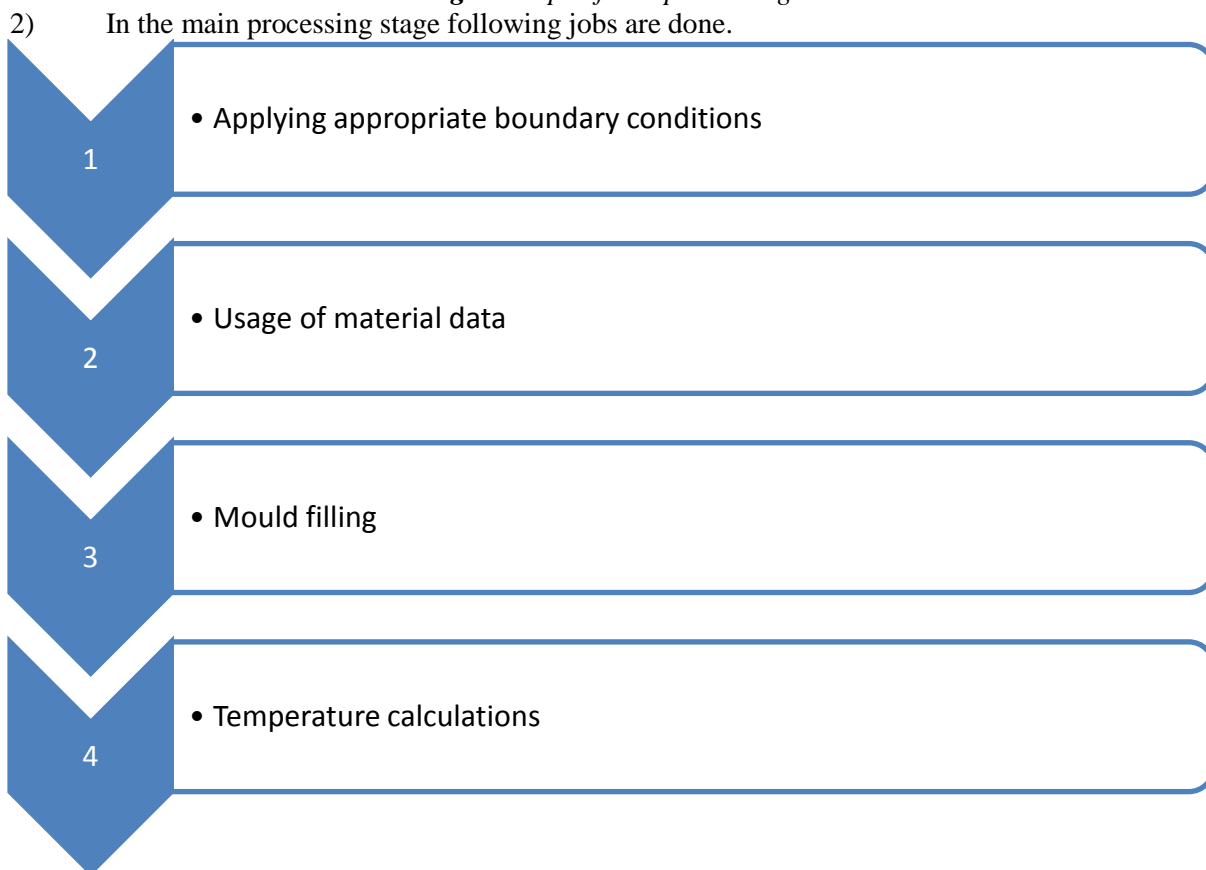 2) In the main processing stage following jobs are done.
1
• Applying appropriate boundary conditions
2
• Usage of material data
3
• Mould filling
4
• Temperature calculations